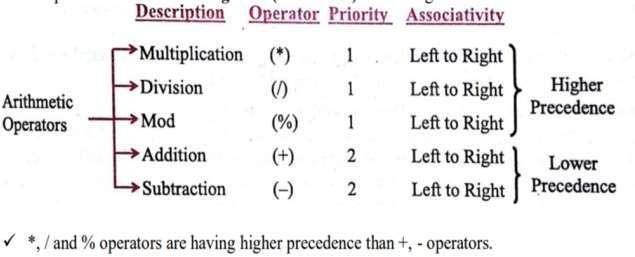 Description Operator Priority Associativity
Multiplication (*) 1 Left to Right
Division (/) 1 Left to Right
Higher Precedence
Arithmetic Operators
Mod (%) 1 Left to Right
Addition (+) 2 Left to Right
Lower Precedence
Subtraction (–) 2 Left to Right
✓ *, / and % operators are having higher precedence than +, - operators.